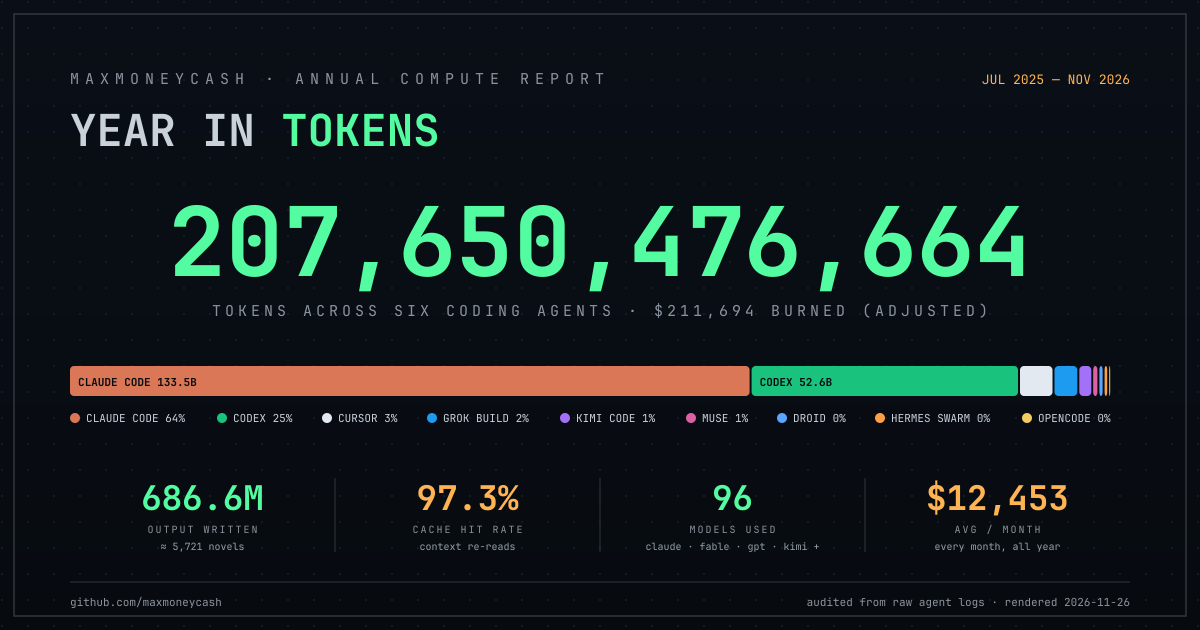 MAXMONEYCASH · ANNUAL COMPUTE REPORT
JUL 2025 — NOV 2026
YEAR IN TOKENS
207,650,476,664
TOKENS ACROSS SIX CODING AGENTS · $211,694 BURNED (ADJUSTED)
CLAUDE CODE 133.5B
CODEX 52.6B
CLAUDE CODE 64%
CODEX 25%
CURSOR 3%
GROK BUILD 2%
KIMI CODE 1%
MUSE 1%
DROID 0%
HERMES SWARM 0%
OPENCODE 0%
686.6M
OUTPUT WRITTEN
≈ 5,721 novels
97.3%
CACHE HIT RATE
context re-reads
96
MODELS USED
claude · fable · gpt · kimi +
$12,453
AVG / MONTH
every month, all year
github.com/maxmoneycash
audited from raw agent logs · rendered 2026-11-26